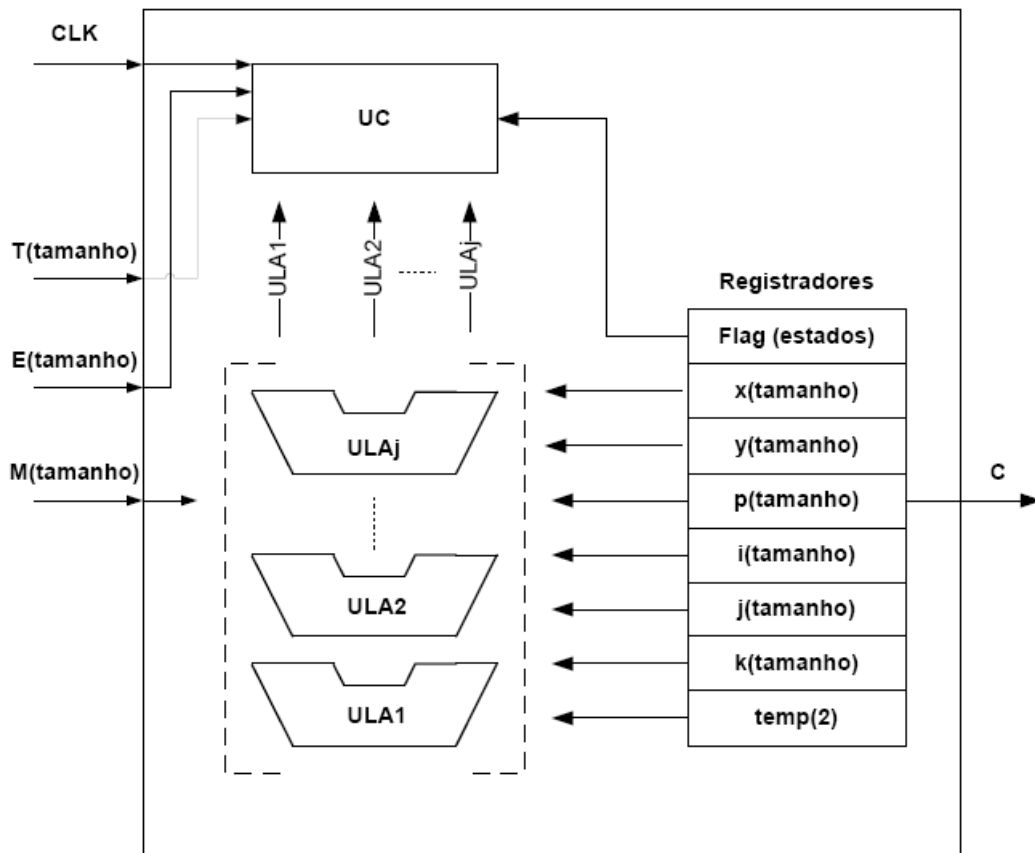 CLK
UC
T(tamanho)
ULA1
ULA2
ULAj
Registradores
E(tamanho)
Flag (estados)
x(tamanho)
ULAj
y(tamanho)
M(tamanho)
p(tamanho)
C
i(tamanho)
ULA2
j(tamanho)
k(tamanho)
ULA1
temp(2)